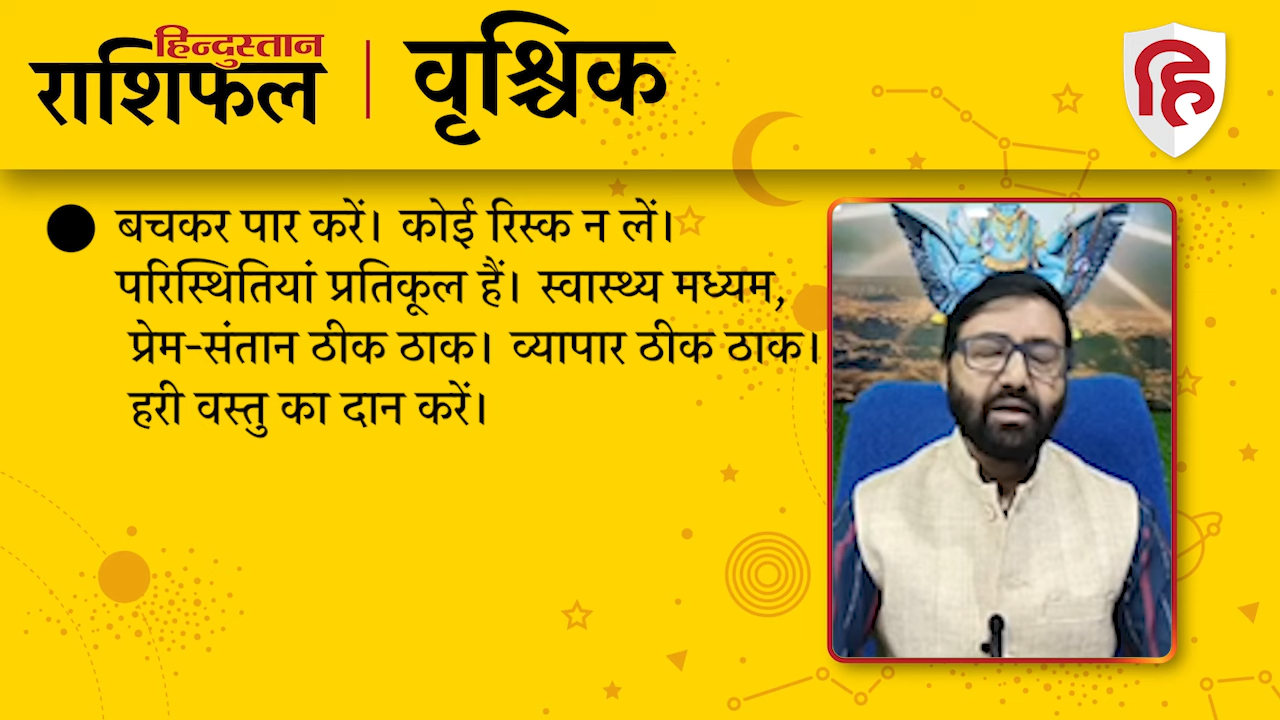 हिन्दुस्तान
राशिफल
वृश्चिक
हि
बचकर पार करें। कोई रिस्क न लें।
परिस्थितियां प्रतिकूल हैं। स्वास्थ्य मध्यम,
प्रेम-संतान ठीक ठाक। व्यापार ठीक ठाक।
हरी वस्तु का दान करें।